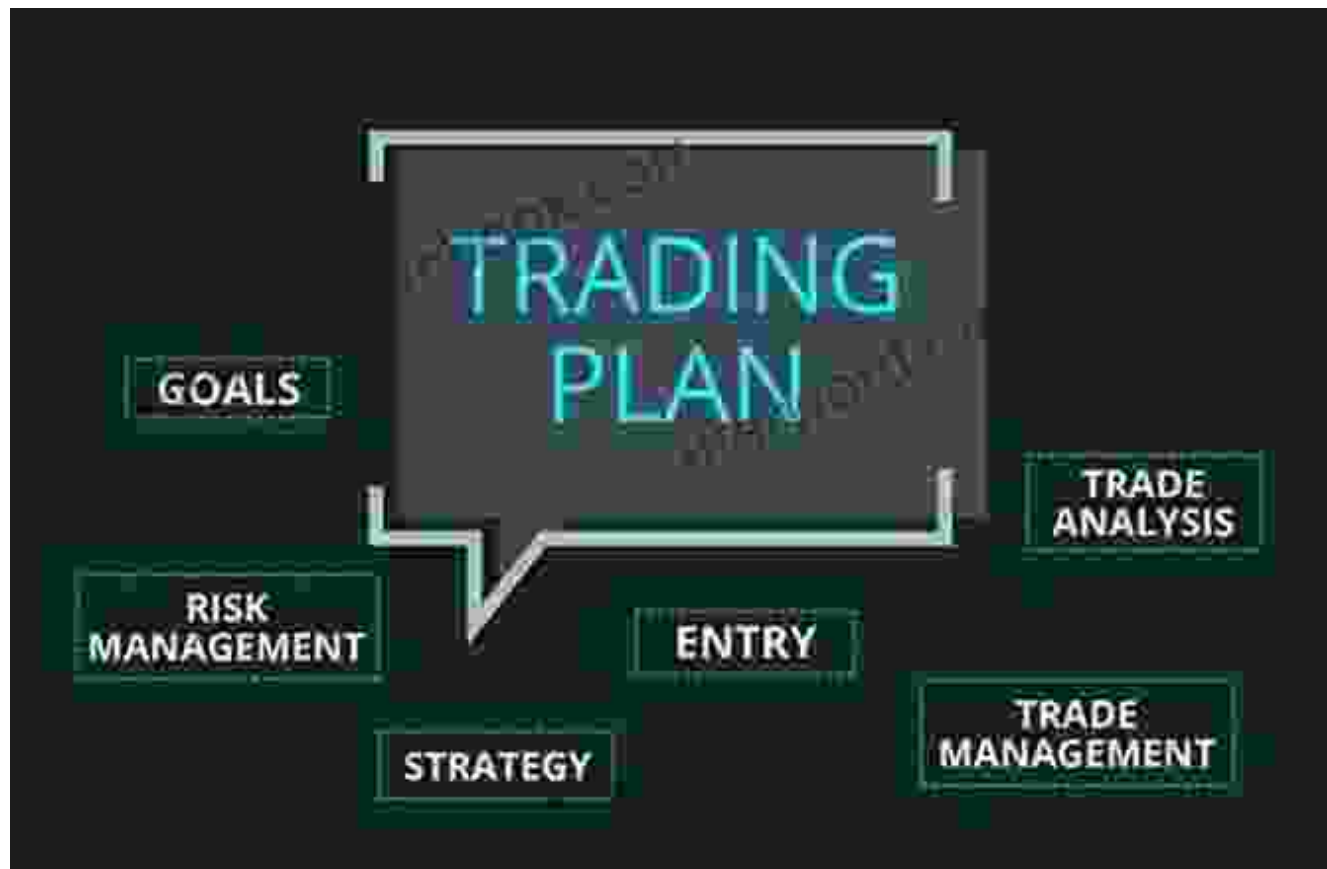 TRADING
PLAN
GOALS
TRADE
ANALYSIS
RISK
MANAGEMENT
ENTRY
TRADE
MANAGEMENT
STRATEGY